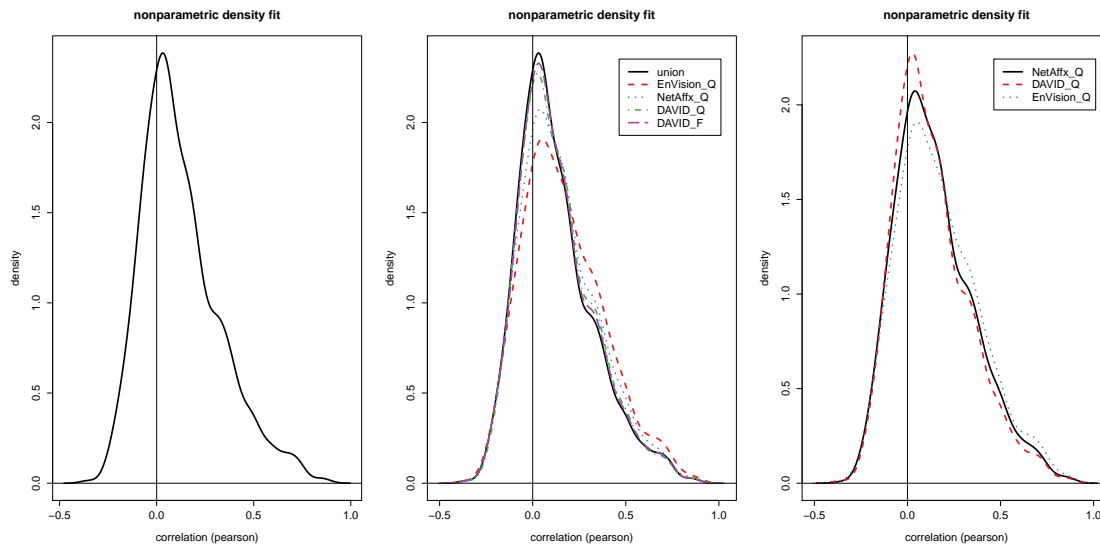 nonparametric density fit
density
2.0
1.5
1.0
0.5
0.0
−0.5 0.0 0.5 1.0
correlation (pearson)
nonparametric density fit
union
EnVision_Q
NetAffx_Q
DAVID_Q
DAVID_F
density
2.0
1.5
1.0
0.5
0.0
−0.5 0.0 0.5 1.0
correlation (pearson)
nonparametric density fit
NetAffx_Q
DAVID_Q
EnVision_Q
density
2.0
1.5
1.0
0.5
0.0
−0.5 0.0 0.5 1.0
correlation (pearson)